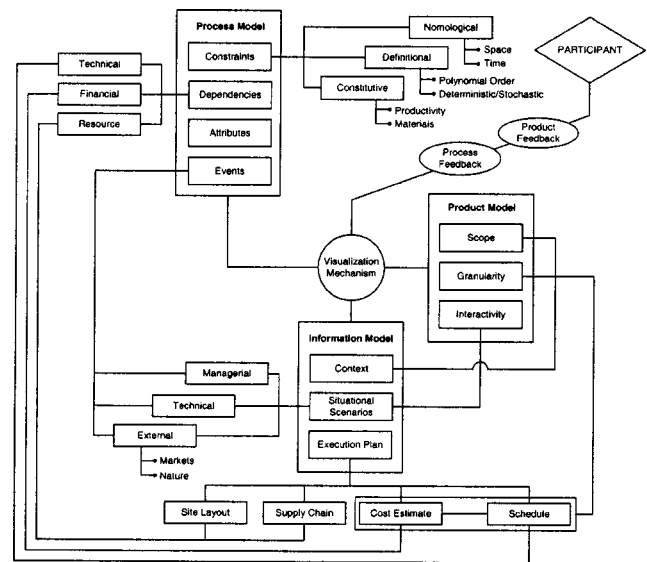 Process Model
Constraints
Dependencies
Attributes
Events
Technical
Financial
Resource
Nomological
Space
Time
Definitional
Polynomial Order
Deterministic/Stochastic
Constitutive
Productivity
Materials
PARTICIPANT
Product
Feedback
Process
Feedback
Visualization
Mechanism
Product Model
Scope
Granularity
Interactivity
Information Model
Context
Situational
Scenarios
Execution Plan
Managerial
Technical
External
Markets
Nature
Site Layout
Supply Chain
Cost Estimate
Schedule